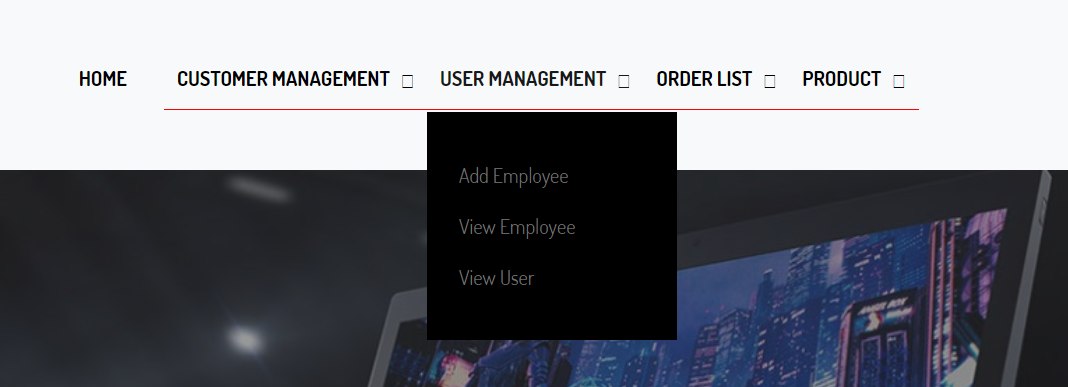 HOME CUSTOMER MANAGEMENT USER MANAGEMENT ORDER LIST PRODUCT
Add Employee
View Employee
View User